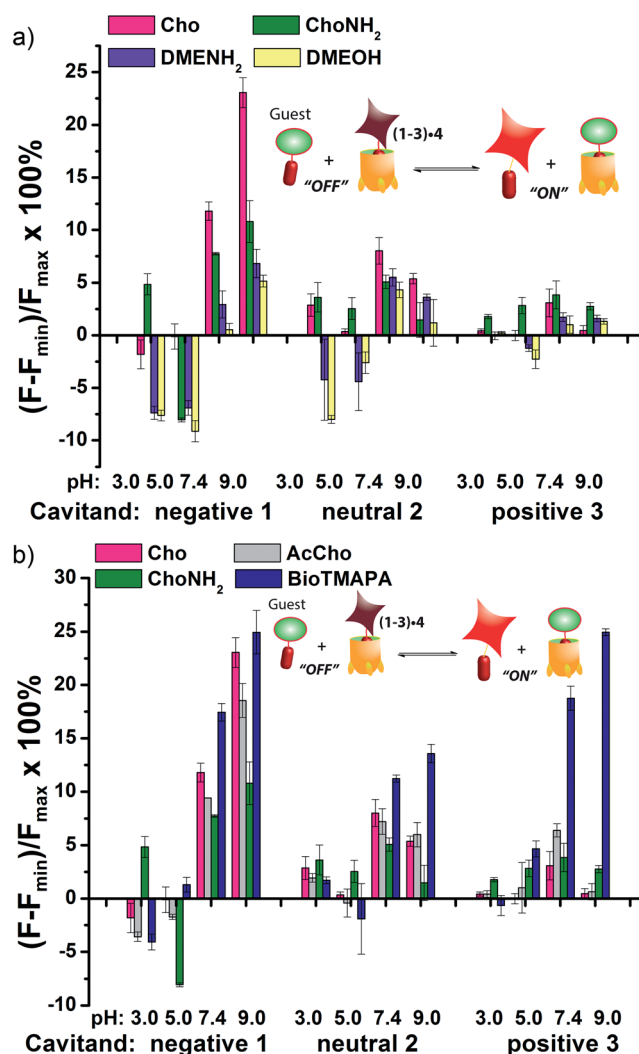 a)
Cho
ChoNH2
DMENH2
DMEOH
(F-Fmin)/Fmax x 100%
25
20
15
10
5
0
-5
-10
Guest
+
(1-3)•4
+
"OFF"
"ON"
pH: 3.0 5.0 7.4 9.0 3.0 5.0 7.4 9.0 3.0 5.0 7.4 9.0
Cavitand: negative 1 neutral 2 positive 3
b)
Cho
AcCho
ChoNH2
BioTMAPA
(F-Fmin)/Fmax x 100%
30
25
20
15
10
5
0
-5
-10
Guest
+
(1-3)•4
+
"OFF"
"ON"
pH: 3.0 5.0 7.4 9.0 3.0 5.0 7.4 9.0 3.0 5.0 7.4 9.0
Cavitand: negative 1 neutral 2 positive 3